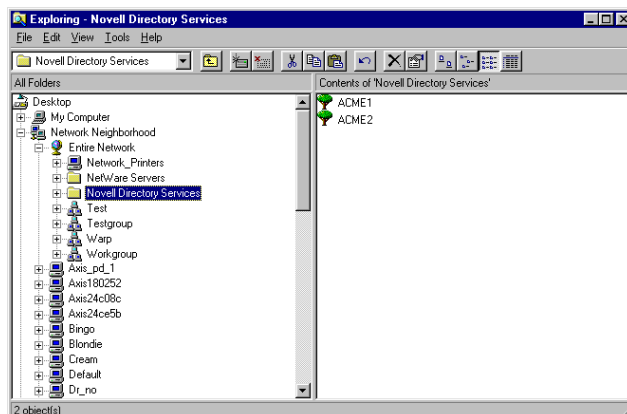 Exploring - Novell Directory Services
File Edit View Tools Help
Novell Directory Services
All Folders
Contents of 'Novell Directory Services'
Desktop
My Computer
Network Neighborhood
Entire Network
Network_Printers
NetWare Servers
Novell Directory Services
Test
Testgroup
Warp
Workgroup
Axis_pd_1
Axis180252
Axis24c08c
Axis24ce5b
Bingo
Blondie
Cream
Default
Dr_no
ACME1
ACME2
2 object(s)